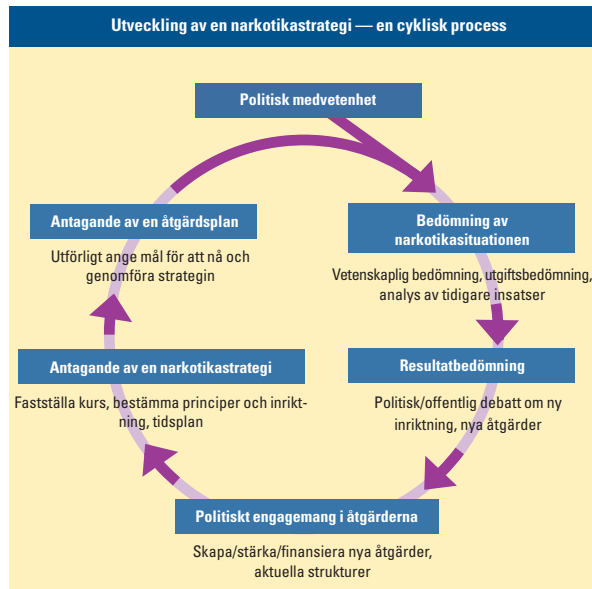 Utveckling av en narkotikastrategi — en cyklisk process
Politisk medvetenhet
Bedömning av
narkotikasituationen
Vetenskaplig bedömning, utgiftsbedömning,
analys av tidigare insatser
Resultatbedömning
Politisk/offentlig debatt om ny
inriktning, nya åtgärder
Politiskt engagemang i åtgärderna
Skapa/stärka/finansiera nya åtgärder,
aktuella strukturer
Antagande av en narkotikastrategi
Fastställa kurs, bestämma principer och inrikt-
ning, tidsplan
Antagande av en åtgärdsplan
Utförligt ange mål för att nå och
genomföra strategin